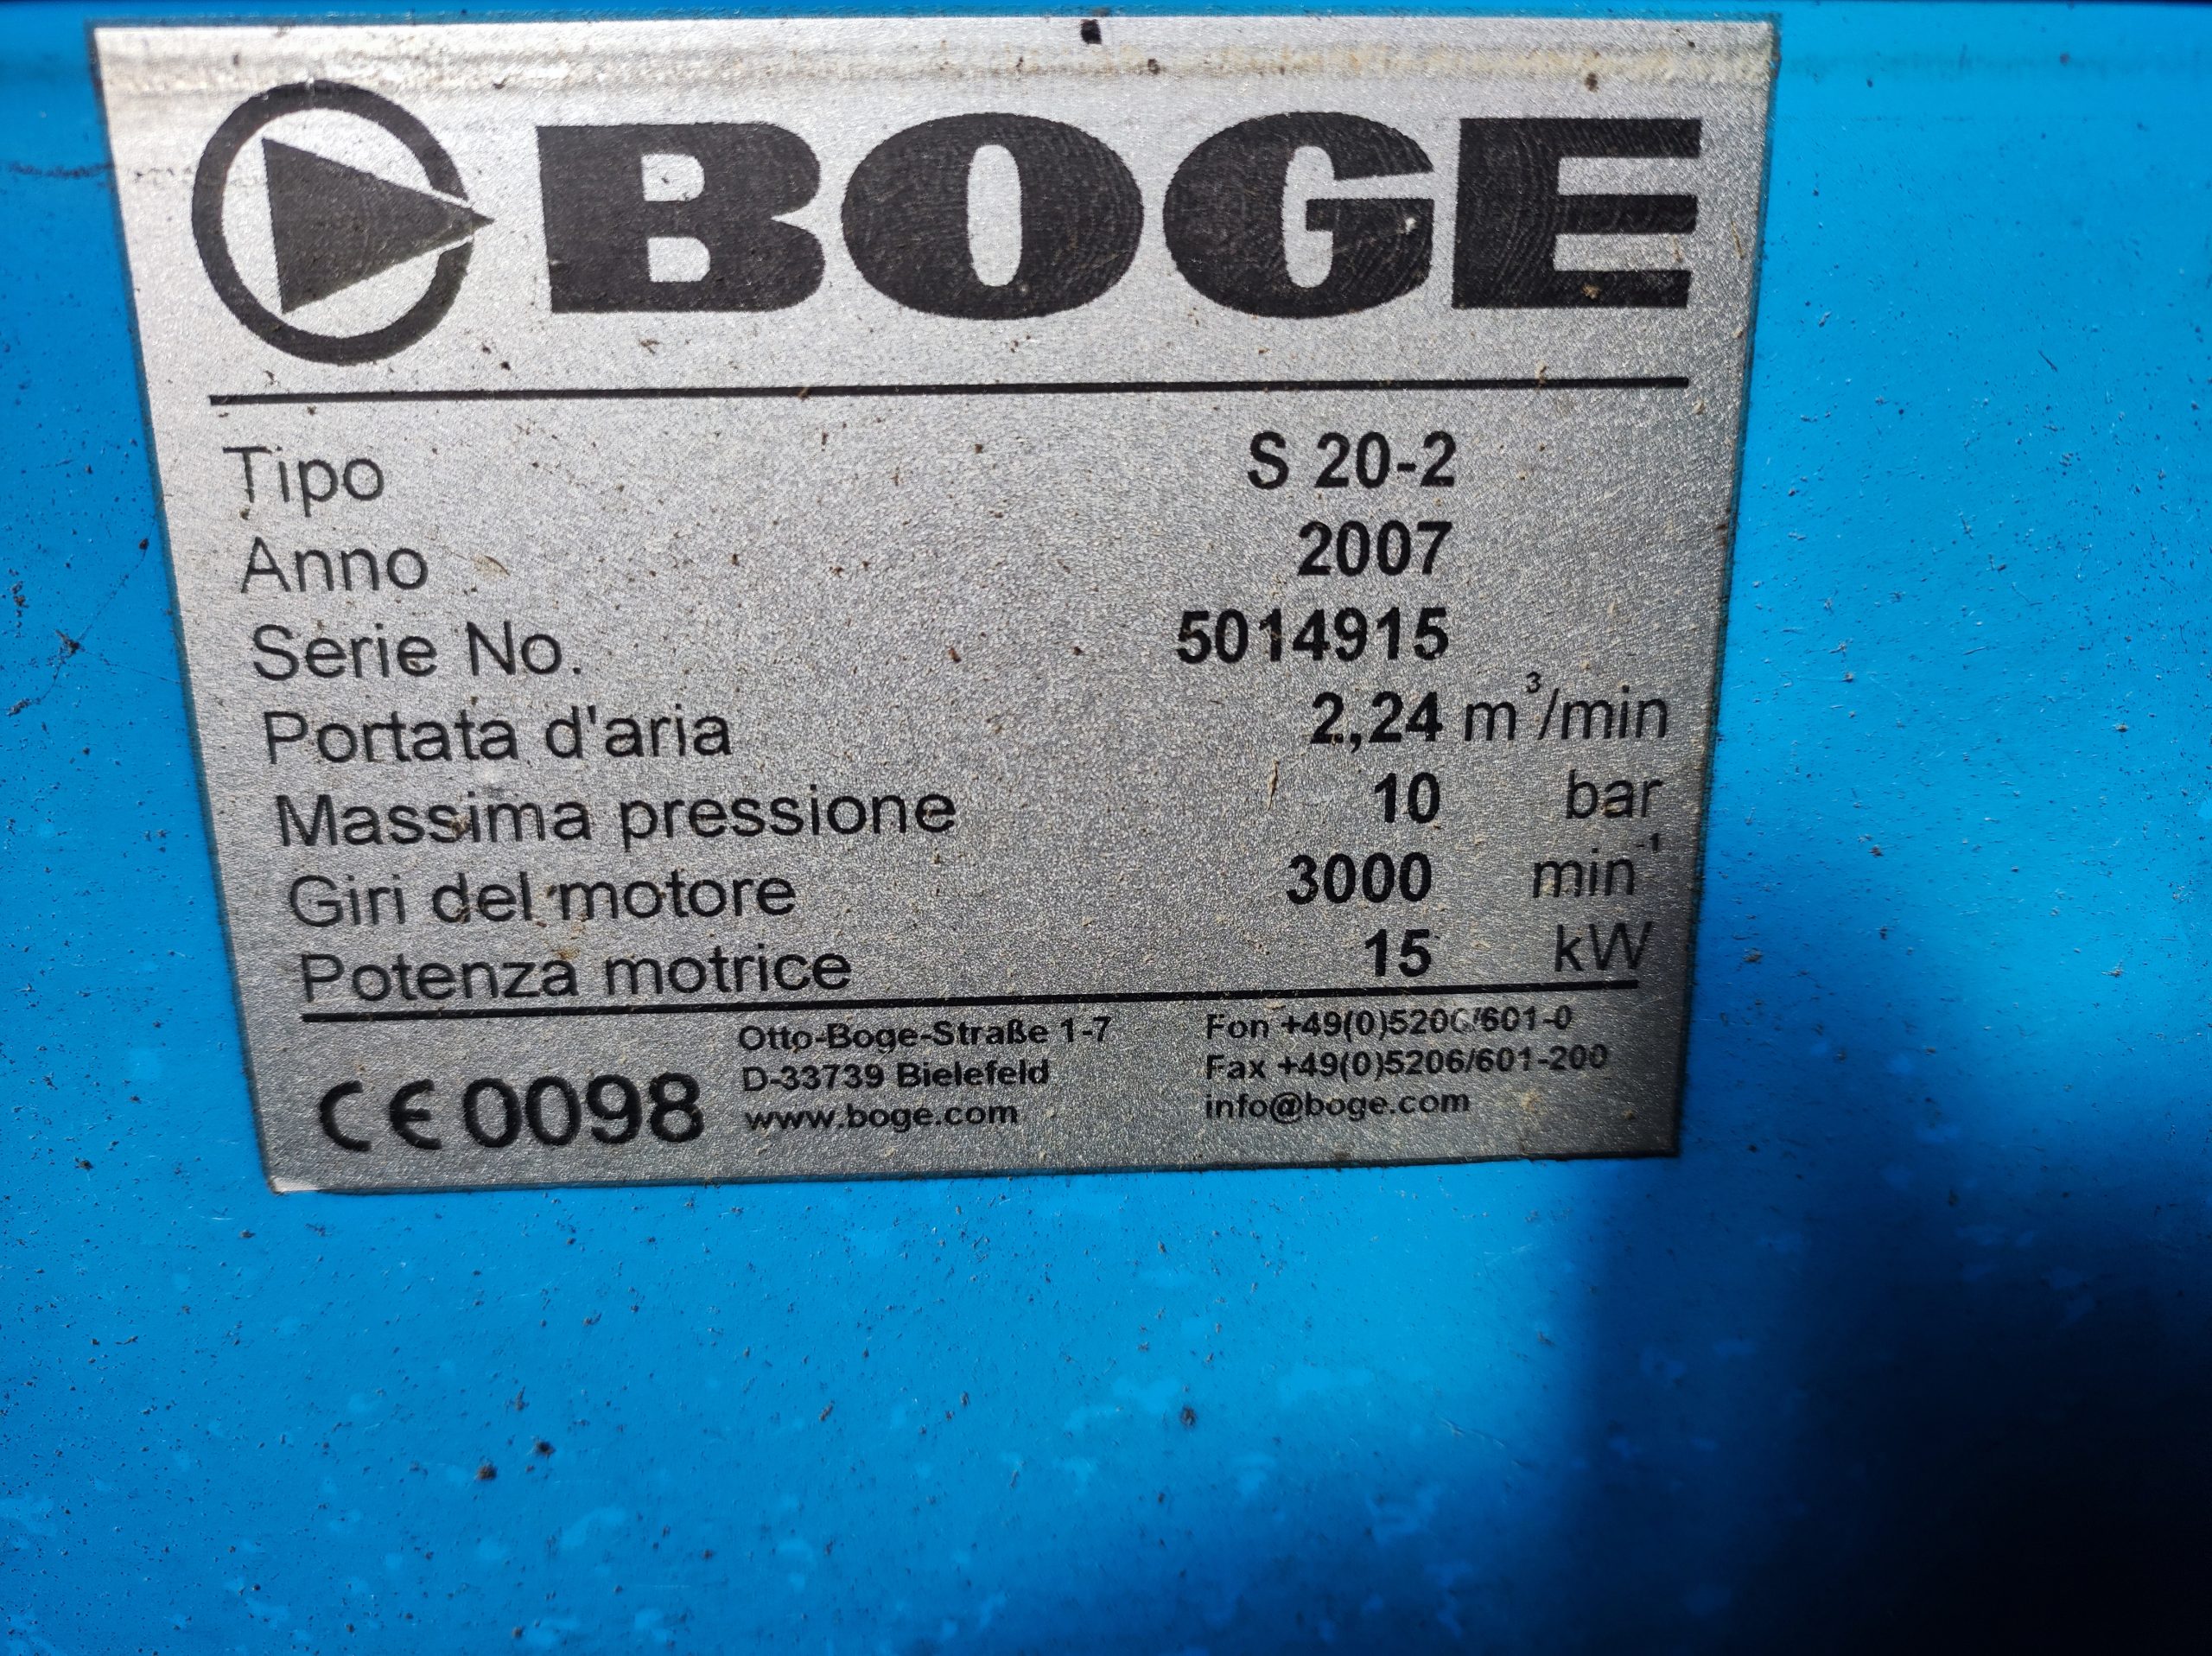 BOGE
Tipo S 20-2
Anno 2007
Serie No. 5014915
Portata d'aria 2,24 m³/min
Massima pressione 10 bar
Giri del motore 3000 min⁻¹
Potenza motrice 15 kW
CE 0098
Otto-Boge-Straße 1-7
D-33739 Bielefeld
www.boge.com
Fon +49(0)5206/601-0
Fax +49(0)5206/601-200
info@boge.com